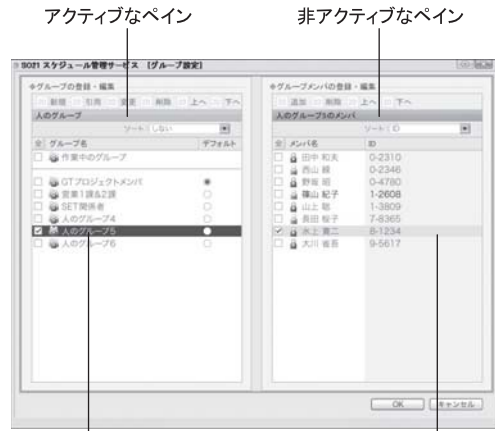 アクティブなペイン
非アクティブなペイン
S021 スケジュール管理サービス [グループ設定]
※グループの登録・編集
新規 引用 変更 削除 上へ 下へ
人のグループ
ソート: しない
全 グループ名 デフォルト
作業中のグループ
GTプロジェクトメンバ
営業1課&2課
SET関係者
人のグループ4
人のグループ5
人のグループ6
※グループメンバの登録・編集
追加 削除 上へ 下へ
人のグループ5のメンバ
ソート: ID
全 メンバ名 ID
田中 和夫 0-2310
西山 0-2346
野坂 昭 0-4780
篠山 紀子 1-2608
山上 聡 1-3809
長田 桜子 7-8365
水上 寛二 8-1234
大川 省吾 9-5617
OK キャンセル